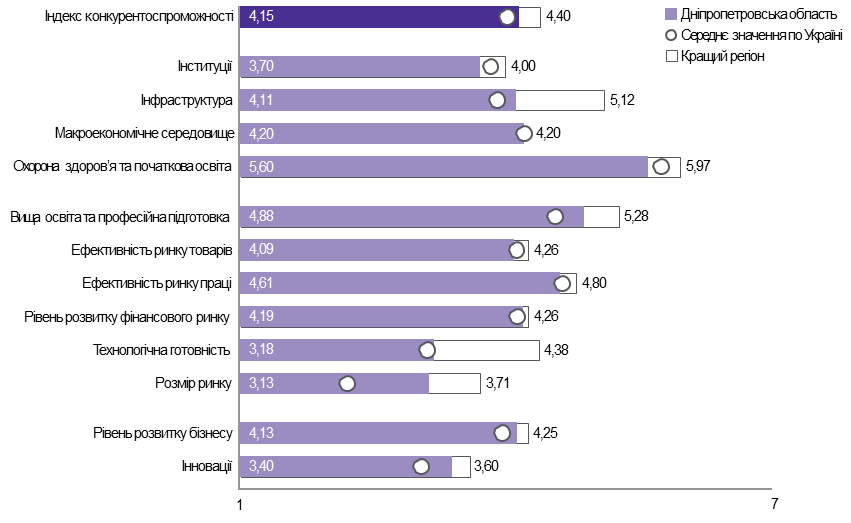 Індекс конкурентоспроможності 4,15 4,40
Дніпропетровська область
Середнє значення по Україні
Кращий регіон
Інституції 3,70 4,00
Інфраструктура 4,11 5,12
Макроекономічне середовище 4,20 4,20
Охорона здоров’я та початкова освіта 5,60 5,97
Вища освіта та професійна підготовка 4,88 5,28
Ефективність ринку товарів 4,09 4,26
Ефективність ринку праці 4,61 4,80
Рівень розвитку фінансового ринку 4,19 4,26
Технологічна готовність 3,18 4,38
Розмір ринку 3,13 3,71
Рівень розвитку бізнесу 4,13 4,25
Інновації 3,40 3,60
1 7